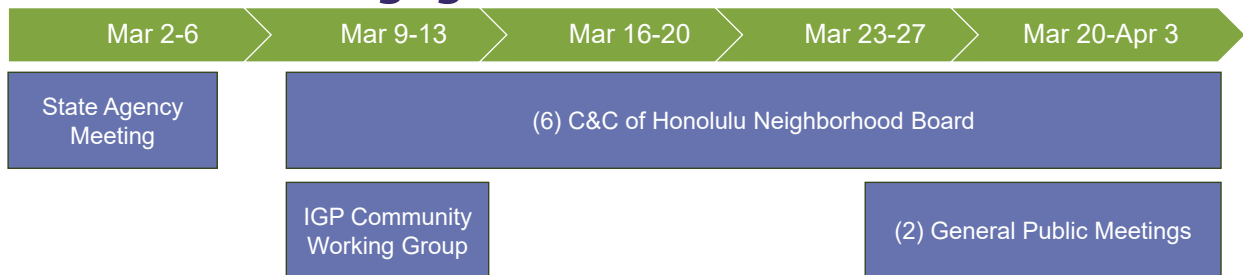 Mar 2-6
Mar 9-13
Mar 16-20
Mar 23-27
Mar 20-Apr 3
State Agency
Meeting
(6) C&C of Honolulu Neighborhood Board
IGP Community
Working Group
(2) General Public Meetings